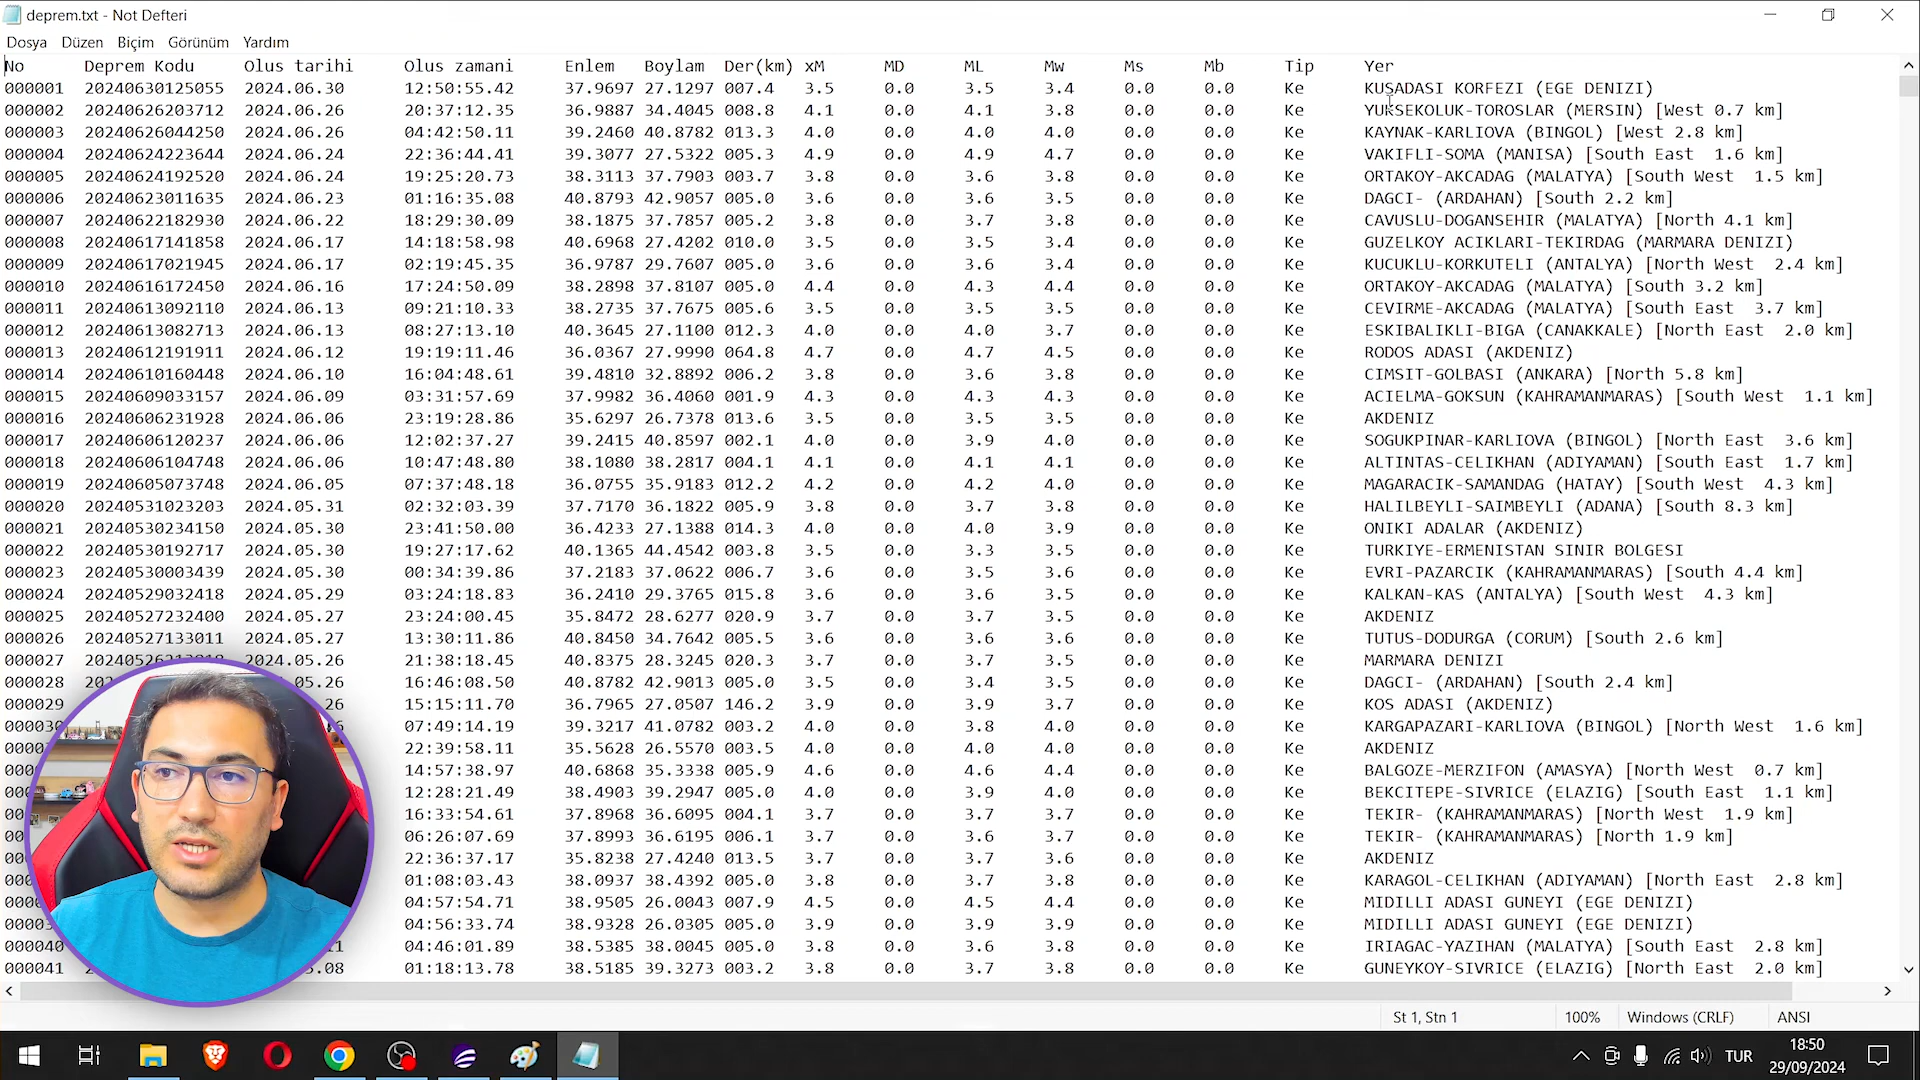 deprem.txt - Not Defteri
Dosya Düzen Biçim Görünüm Yardım
No Deprem Kodu Olus tarihi Olus zamani Enlem Boylam Der(km) xM MD ML Mw Ms Mb Tip Yer
000001 20240630125055 2024.06.30 12:50:55.42 37.9697 27.1297 007.4 3.5 0.0 3.5 3.4 0.0 0.0 Ke KUSADASI KORFEZI (EGE DENIZI)
000002 20240626203712 2024.06.26 20:37:12.35 36.9887 34.4045 008.8 4.1 0.0 4.1 3.8 0.0 0.0 Ke YUKSEKOLUK-TOROSLAR (MERSIN) [West 0.7 km]
000003 20240626044250 2024.06.26 04:42:50.11 39.2460 40.8782 013.3 4.0 0.0 4.0 4.0 0.0 0.0 Ke KAYNAK-KARLIOVA (BINGOL) [West 2.8 km]
000004 20240624223644 2024.06.24 22:36:44.41 39.3077 27.5322 005.3 4.9 0.0 4.9 4.7 0.0 0.0 Ke VAKIFLI-SOMA (MANISA) [South East 1.6 km]
000005 20240624192520 2024.06.24 19:25:20.73 38.3113 37.7903 003.7 3.8 0.0 3.6 3.8 0.0 0.0 Ke ORTAKOY-AKCADAG (MALATYA) [South West 1.5 km]
000006 20240623011635 2024.06.23 01:16:35.08 40.8793 42.9057 005.0 3.6 0.0 3.6 3.5 0.0 0.0 Ke DAGCI- (ARDAHAN) [South 2.2 km]
000007 20240622182930 2024.06.22 18:29:30.09 38.1875 37.7857 005.2 3.8 0.0 3.7 3.8 0.0 0.0 Ke CAVUSLU-DOGANSEHIR (MALATYA) [North 4.1 km]
000008 20240617141858 2024.06.17 14:18:58.98 40.6968 27.4202 010.0 3.5 0.0 3.5 3.4 0.0 0.0 Ke GUZELKOY ACIKLARI-TEKIRDAG (MARMARA DENIZI)
000009 20240617021945 2024.06.17 02:19:45.35 36.9787 29.7607 005.0 3.6 0.0 3.6 3.4 0.0 0.0 Ke KUCUKLU-KORKUTELI (ANTALYA) [North West 2.4 km]
000010 20240616172450 2024.06.16 17:24:50.09 38.2898 37.8107 005.0 4.4 0.0 4.3 4.4 0.0 0.0 Ke ORTAKOY-AKCADAG (MALATYA) [South 3.2 km]
000011 20240613092110 2024.06.13 09:21:10.33 38.2735 37.7675 005.6 3.5 0.0 3.5 3.5 0.0 0.0 Ke CEVIRME-AKCADAG (MALATYA) [South East 3.7 km]
000012 20240613082713 2024.06.13 08:27:13.10 40.3645 27.1100 012.3 4.0 0.0 4.0 3.7 0.0 0.0 Ke ESKIBALIKLI-BIGA (CANAKKALE) [North East 2.0 km]
000013 20240612191911 2024.06.12 19:19:11.46 36.0367 27.9990 064.8 4.7 0.0 4.7 4.5 0.0 0.0 Ke RODOS ADASI (AKDENIZ)
000014 20240610160448 2024.06.10 16:04:48.61 39.4810 32.8892 006.2 3.8 0.0 3.6 3.8 0.0 0.0 Ke CIMSIT-GOLBASI (ANKARA) [North 5.8 km]
000015 20240609033157 2024.06.09 03:31:57.69 37.9982 36.4060 001.9 4.3 0.0 4.3 4.3 0.0 0.0 Ke ACIELMA-GOKSUN (KAHRAMANMARAS) [South West 1.1 km]
000016 20240606231928 2024.06.06 23:19:28.86 35.6297 26.7378 013.6 3.5 0.0 3.5 3.5 0.0 0.0 Ke AKDENIZ
000017 20240606120237 2024.06.06 12:02:37.27 39.2415 40.8597 002.1 4.0 0.0 3.9 4.0 0.0 0.0 Ke SOGUKPINAR-KARLIOVA (BINGOL) [North East 3.6 km]
000018 20240606104748 2024.06.06 10:47:48.80 38.1080 38.2817 004.1 4.1 0.0 4.1 4.1 0.0 0.0 Ke ALTINTAS-CELIKHAN (ADIYAMAN) [South East 1.7 km]
000019 20240605073748 2024.06.05 07:37:48.18 36.0755 35.9183 012.2 4.2 0.0 4.2 4.0 0.0 0.0 Ke MAGARACIK-SAMANDAG (HATAY) [South West 4.3 km]
000020 20240531023203 2024.05.31 02:32:03.39 37.7170 36.1822 005.9 3.8 0.0 3.7 3.8 0.0 0.0 Ke HALILBEYLI-SAIMBEYLI (ADANA) [South 8.3 km]
000021 20240530234150 2024.05.30 23:41:50.00 36.4233 27.1388 014.3 4.0 0.0 4.0 3.9 0.0 0.0 Ke ONIKI ADALAR (AKDENIZ)
000022 20240530192717 2024.05.30 19:27:17.62 40.1365 44.4542 003.8 3.5 0.0 3.3 3.5 0.0 0.0 Ke TURKIYE-ERMENISTAN SINIR BOLGESI
000023 20240530003439 2024.05.30 00:34:39.86 37.2183 37.0622 006.7 3.6 0.0 3.5 3.6 0.0 0.0 Ke EVRI-PAZARCIK (KAHRAMANMARAS) [South 4.4 km]
000024 20240529032418 2024.05.29 03:24:18.83 36.2410 29.3765 015.8 3.6 0.0 3.6 3.5 0.0 0.0 Ke KALKAN-KAS (ANTALYA) [South West 4.3 km]
000025 20240527232400 2024.05.27 23:24:00.45 35.8472 28.6277 020.9 3.7 0.0 3.7 3.5 0.0 0.0 Ke AKDENIZ
000026 20240527133011 2024.05.27 13:30:11.86 40.8450 34.7642 005.5 3.6 0.0 3.6 3.6 0.0 0.0 Ke TUTUS-DODURGA (CORUM) [South 2.6 km]
000027 2024.05.26 21:38:18.45 40.8375 28.3245 020.3 3.7 0.0 3.7 3.5 0.0 0.0 Ke MARMARA DENIZI
000028 05.26 16:46:08.50 40.8782 42.9013 005.0 3.5 0.0 3.4 3.5 0.0 0.0 Ke DAGCI- (ARDAHAN) [South 2.4 km]
000029 26 15:15:11.70 36.7965 27.0507 146.2 3.9 0.0 3.9 3.7 0.0 0.0 Ke KOS ADASI (AKDENIZ)
07:49:14.19 39.3217 41.0782 003.2 4.0 0.0 3.8 4.0 0.0 0.0 Ke KARGAPAZARI-KARLIOVA (BINGOL) [North West 1.6 km]
22:39:58.11 35.5628 26.5570 003.5 4.0 0.0 4.0 4.0 0.0 0.0 Ke AKDENIZ
14:57:38.97 40.6868 35.3338 005.9 4.6 0.0 4.6 4.4 0.0 0.0 Ke BALGOZE-MERZIFON (AMASYA) [North West 0.7 km]
12:28:21.49 38.4903 39.2947 005.0 4.0 0.0 3.9 4.0 0.0 0.0 Ke BEKCITEPE-SIVRICE (ELAZIG) [South East 1.1 km]
16:33:54.61 37.8968 36.6095 004.1 3.7 0.0 3.7 3.7 0.0 0.0 Ke TEKIR- (KAHRAMANMARAS) [North West 1.9 km]
06:26:07.69 37.8993 36.6195 006.1 3.7 0.0 3.6 3.7 0.0 0.0 Ke TEKIR- (KAHRAMANMARAS) [North 1.9 km]
22:36:37.17 35.8238 27.4240 013.5 3.7 0.0 3.7 3.6 0.0 0.0 Ke AKDENIZ
01:08:03.43 38.0937 38.4392 005.0 3.8 0.0 3.7 3.8 0.0 0.0 Ke KARAGOL-CELIKHAN (ADIYAMAN) [North East 2.8 km]
04:57:54.71 38.9505 26.0043 007.9 4.5 0.0 4.5 4.4 0.0 0.0 Ke MIDILLI ADASI GUNEYI (EGE DENIZI)
04:56:33.74 38.9328 26.0305 005.0 3.9 0.0 3.9 3.9 0.0 0.0 Ke MIDILLI ADASI GUNEYI (EGE DENIZI)
000040 11 04:46:01.89 38.5385 38.0045 005.0 3.8 0.0 3.6 3.8 0.0 0.0 Ke IRIAGAC-YAZIHAN (MALATYA) [South East 2.8 km]
000041 5.08 01:18:13.78 38.5185 39.3273 003.2 3.8 0.0 3.7 3.8 0.0 0.0 Ke GUNEYKOY-SIVRICE (ELAZIG) [North East 2.0 km]
St 1, Stn 1 100% Windows (CRLF) ANSI
TUR 18:50
29/09/2024